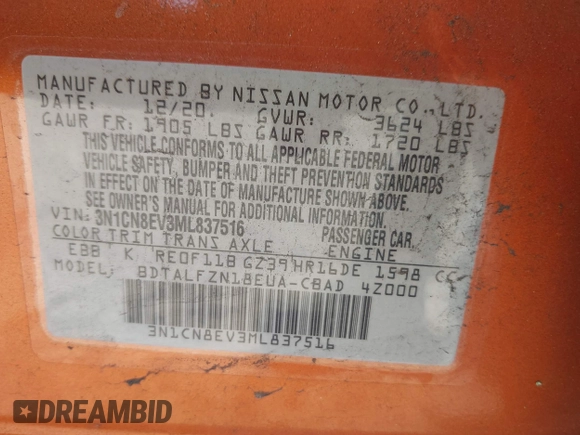 MANUFACTURED BY NISSAN MOTOR CO., LTD.
DATE: 12/20. GVWR: 3624 LBS
GAWR FR: 1905 LBS GAWR RR: 1720 LBS
THIS VEHICLE CONFORMS TO ALL APPLICABLE FEDERAL MOTOR
VEHICLE SAFETY, BUMPER AND THEFT PREVENTION STANDARDS
IN EFFECT ON THE DATE OF MANUFACTURE SHOWN ABOVE.
SEE OWNER'S MANUAL FOR ADDITIONAL INFORMATION.
VIN: 3N1CN8EV3ML837516 PASSENGER CAR.
COLOR TRIM TRANS AXLE ENGINE
EBB K RE0F11B GZ39 HR16DE 1598 CC
MODEL: BDTALFZN18EUA-CBAD 4Z000
3N1CN8EV3ML837516
DREAMBID